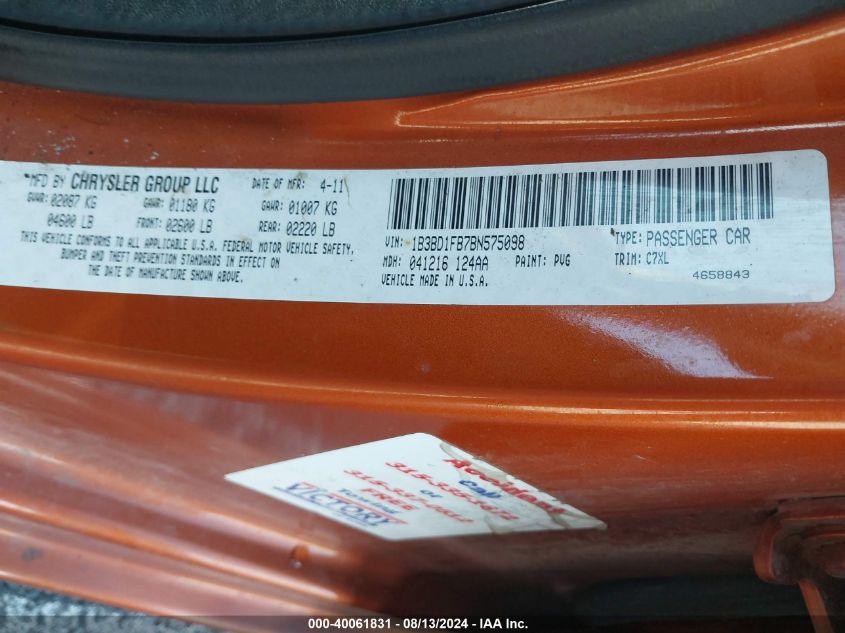 MFD BY CHRYSLER GROUP LLC DATE OF MFR: 4-11
GVWR: 02087 KG GAWR: 01180 KG GAWR: 01007 KG
04600 LB FRONT: 02600 LB REAR: 02220 LB
THIS VEHICLE CONFORMS TO ALL APPLICABLE U.S.A. FEDERAL MOTOR VEHICLE SAFETY,
BUMPER AND THEFT PREVENTION STANDARDS IN EFFECT ON
THE DATE OF MANUFACTURE SHOWN ABOVE.
VIN: 1B3BD1FB7BN575098 TYPE: PASSENGER CAR
MDH: 041216 124AA PAINT: PVG TRIM: C7XL
VEHICLE MADE IN U.S.A. 4658843
Accident
Call
or
FREE
Towing
VICTORY
000-40061831 - 08/13/2024 - IAA Inc.